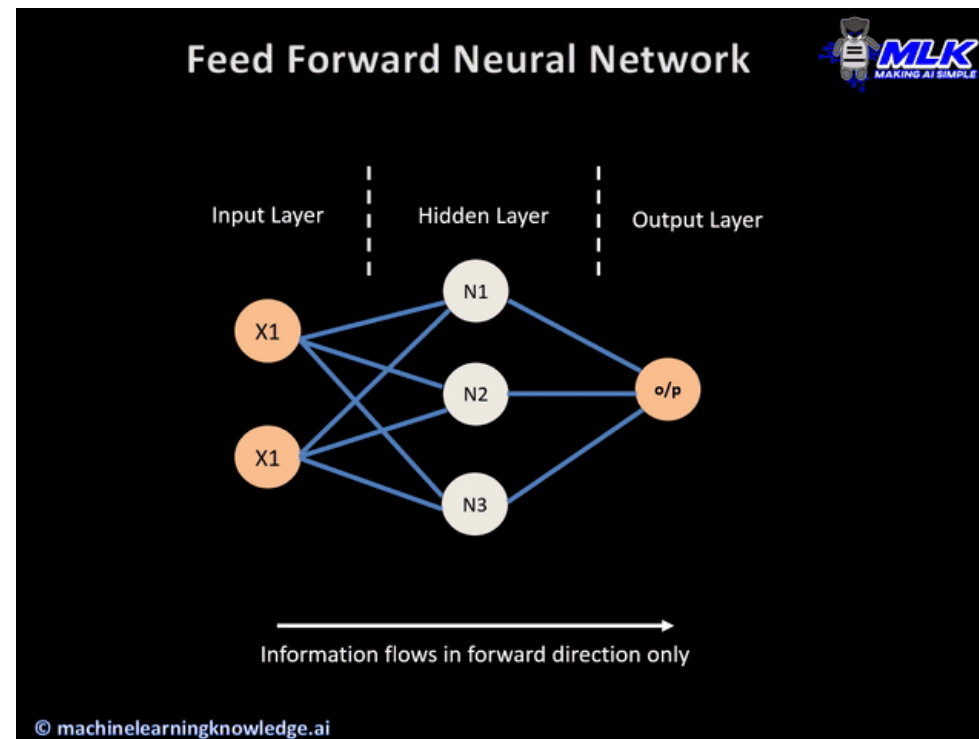 Feed Forward Neural Network
MLK
MAKING AI SIMPLE
Input Layer
Hidden Layer
Output Layer
X1
X1
N1
N2
N3
o/p
Information flows in forward direction only
© machinelearningknowledge.ai